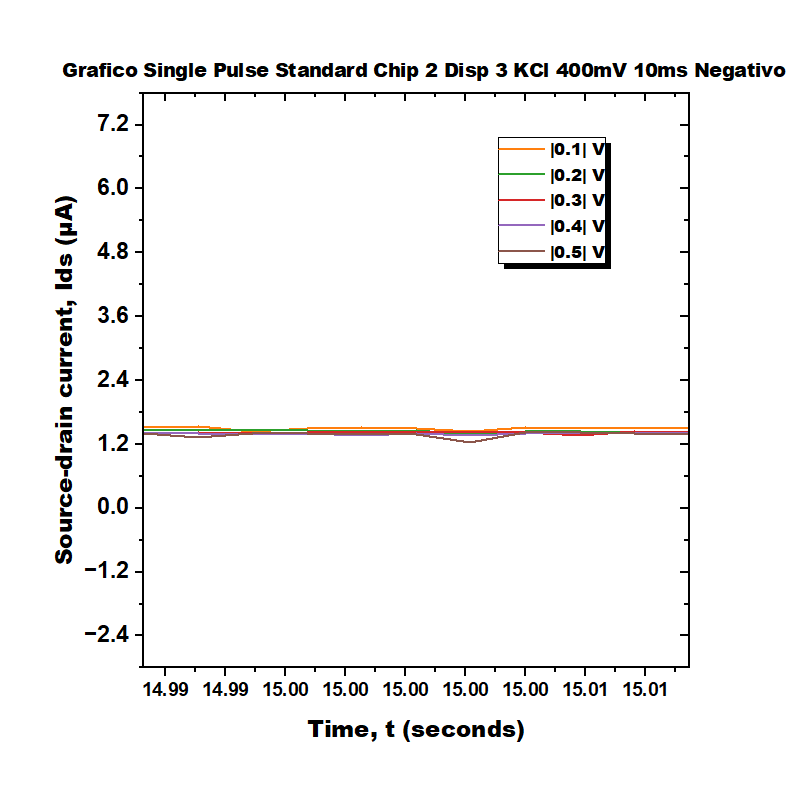 Grafico Single Pulse Standard Chip 2 Disp 3 KCl 400mV 10ms Negativo
|0.1| V
|0.2| V
|0.3| V
|0.4| V
|0.5| V
Source-drain current, Ids (µA)
7.2
6.0
4.8
3.6
2.4
1.2
0.0
−1.2
−2.4
14.99 14.99 15.00 15.00 15.00 15.00 15.00 15.01 15.01
Time, t (seconds)